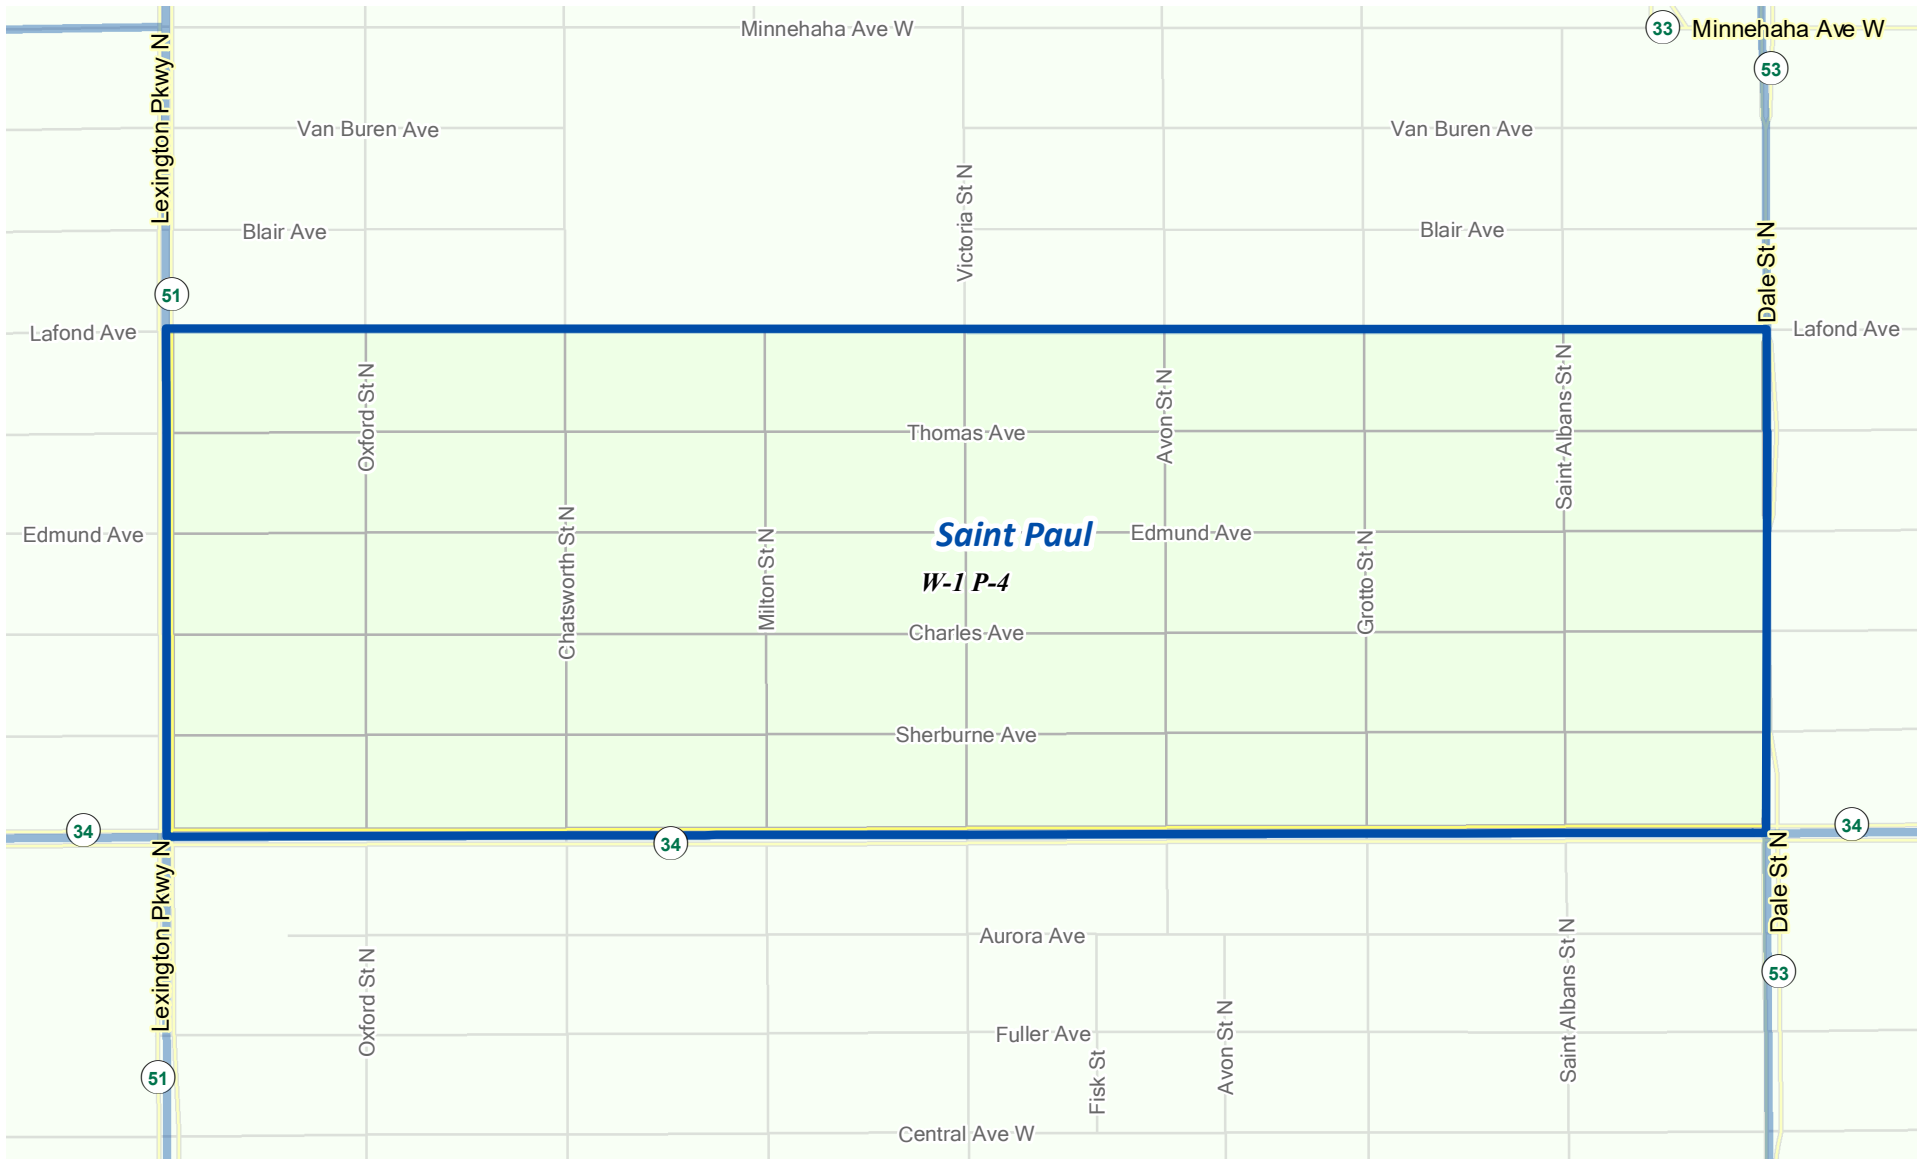 Minnehaha Ave W
33
Minnehaha Ave W
53
Lexington Pkwy N
Van Buren Ave
Van Buren Ave
Victoria St N
Blair Ave
Blair Ave
Dale St N
51
Lafond Ave
Lafond Ave
Oxford St N
Avon St N
Saint Albans St N
Thomas Ave
Edmund Ave
Chatsworth St N
Milton St N
Saint Paul
Edmund Ave
Grotto St N
W-1 P-4
Charles Ave
Sherburne Ave
34
34
34
Lexington Pkwy N
Dale St N
Aurora Ave
Oxford St N
Saint Albans St N
53
Fuller Ave
Fisk St
Avon St N
51
Central Ave W